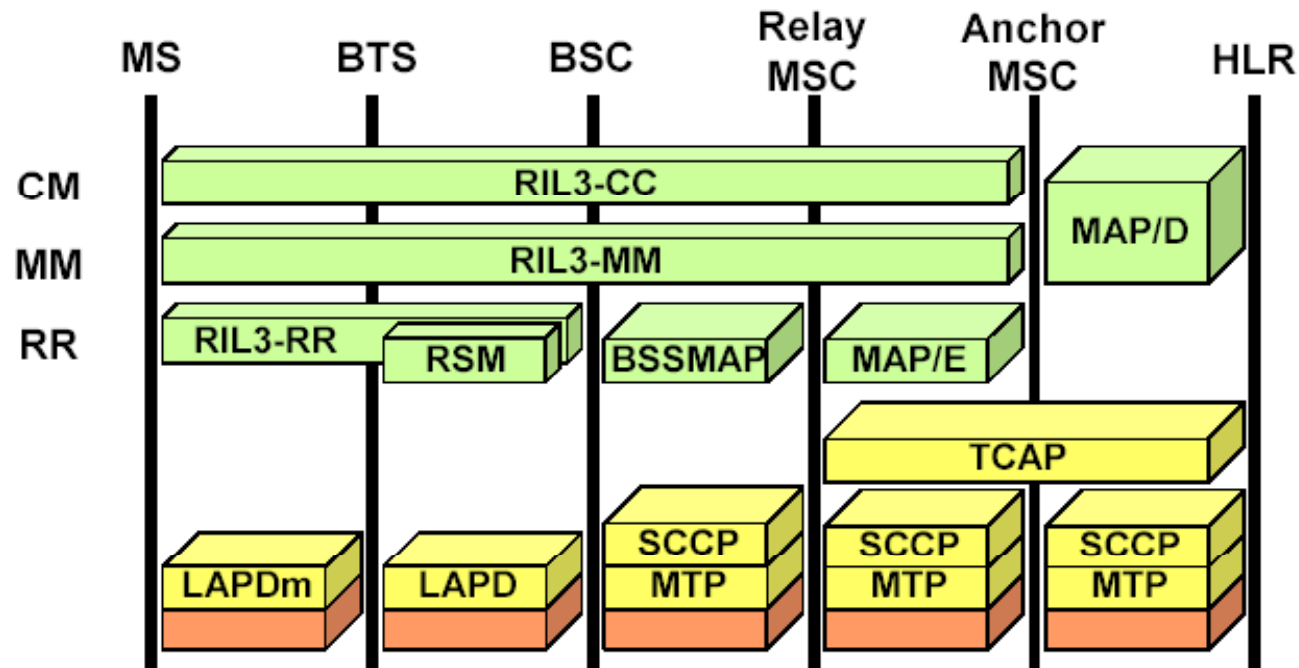 MS BTS BSC Relay MSC Anchor MSC HLR
CM RIL3-CC MAP/D
MM RIL3-MM
RR RIL3-RR RSM BSSMAP MAP/E
TCAP
SCCP SCCP SCCP
LAPDm LAPD MTP MTP MTP